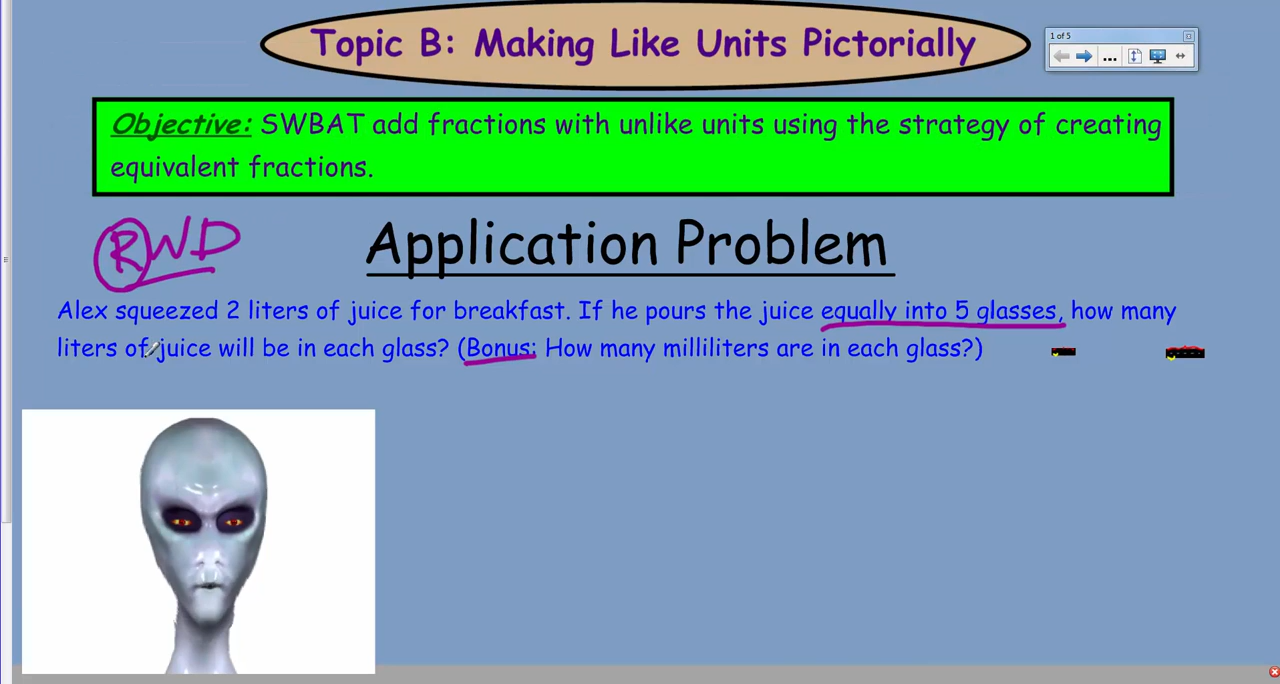 Topic B: Making Like Units Pictorially
1 of 5
Objective: SWBAT add fractions with unlike units using the strategy of creating
equivalent fractions.
RWD
Application Problem
Alex squeezed 2 liters of juice for breakfast. If he pours the juice equally into 5 glasses, how many
liters of juice will be in each glass? (Bonus: How many milliliters are in each glass?)